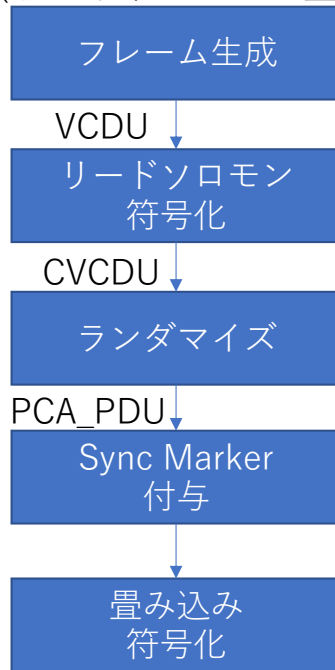 フレーム生成
VCDU
リードソロモン
符号化
CVCDU
ランダマイズ
PCA_PDU
Sync Marker
付与
畳み込み
符号化